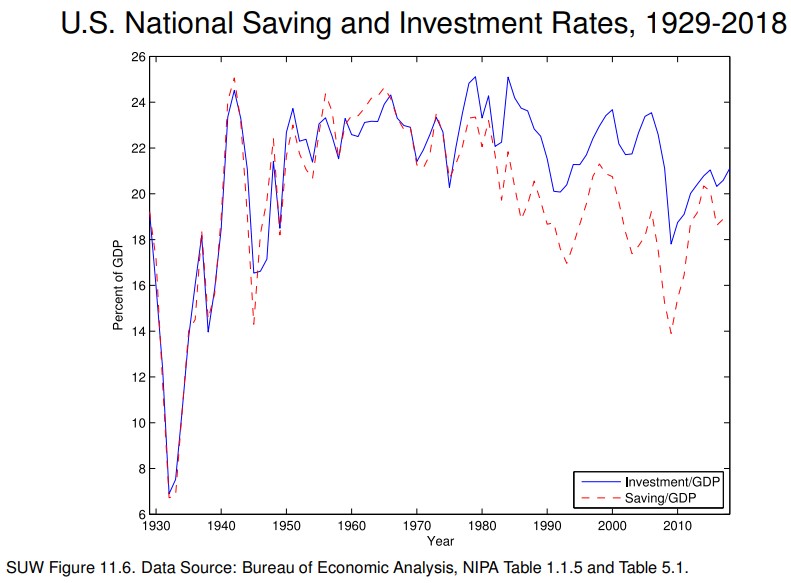 U.S. National Saving and Investment Rates, 1929-2018
26
24
22
20
18
16
14
12
10
8
6
Percent of GDP
1930 1940 1950 1960 1970 1980 1990 2000 2010
Year
Investment/GDP
Saving/GDP
SUW Figure 11.6. Data Source: Bureau of Economic Analysis, NIPA Table 1.1.5 and Table 5.1.